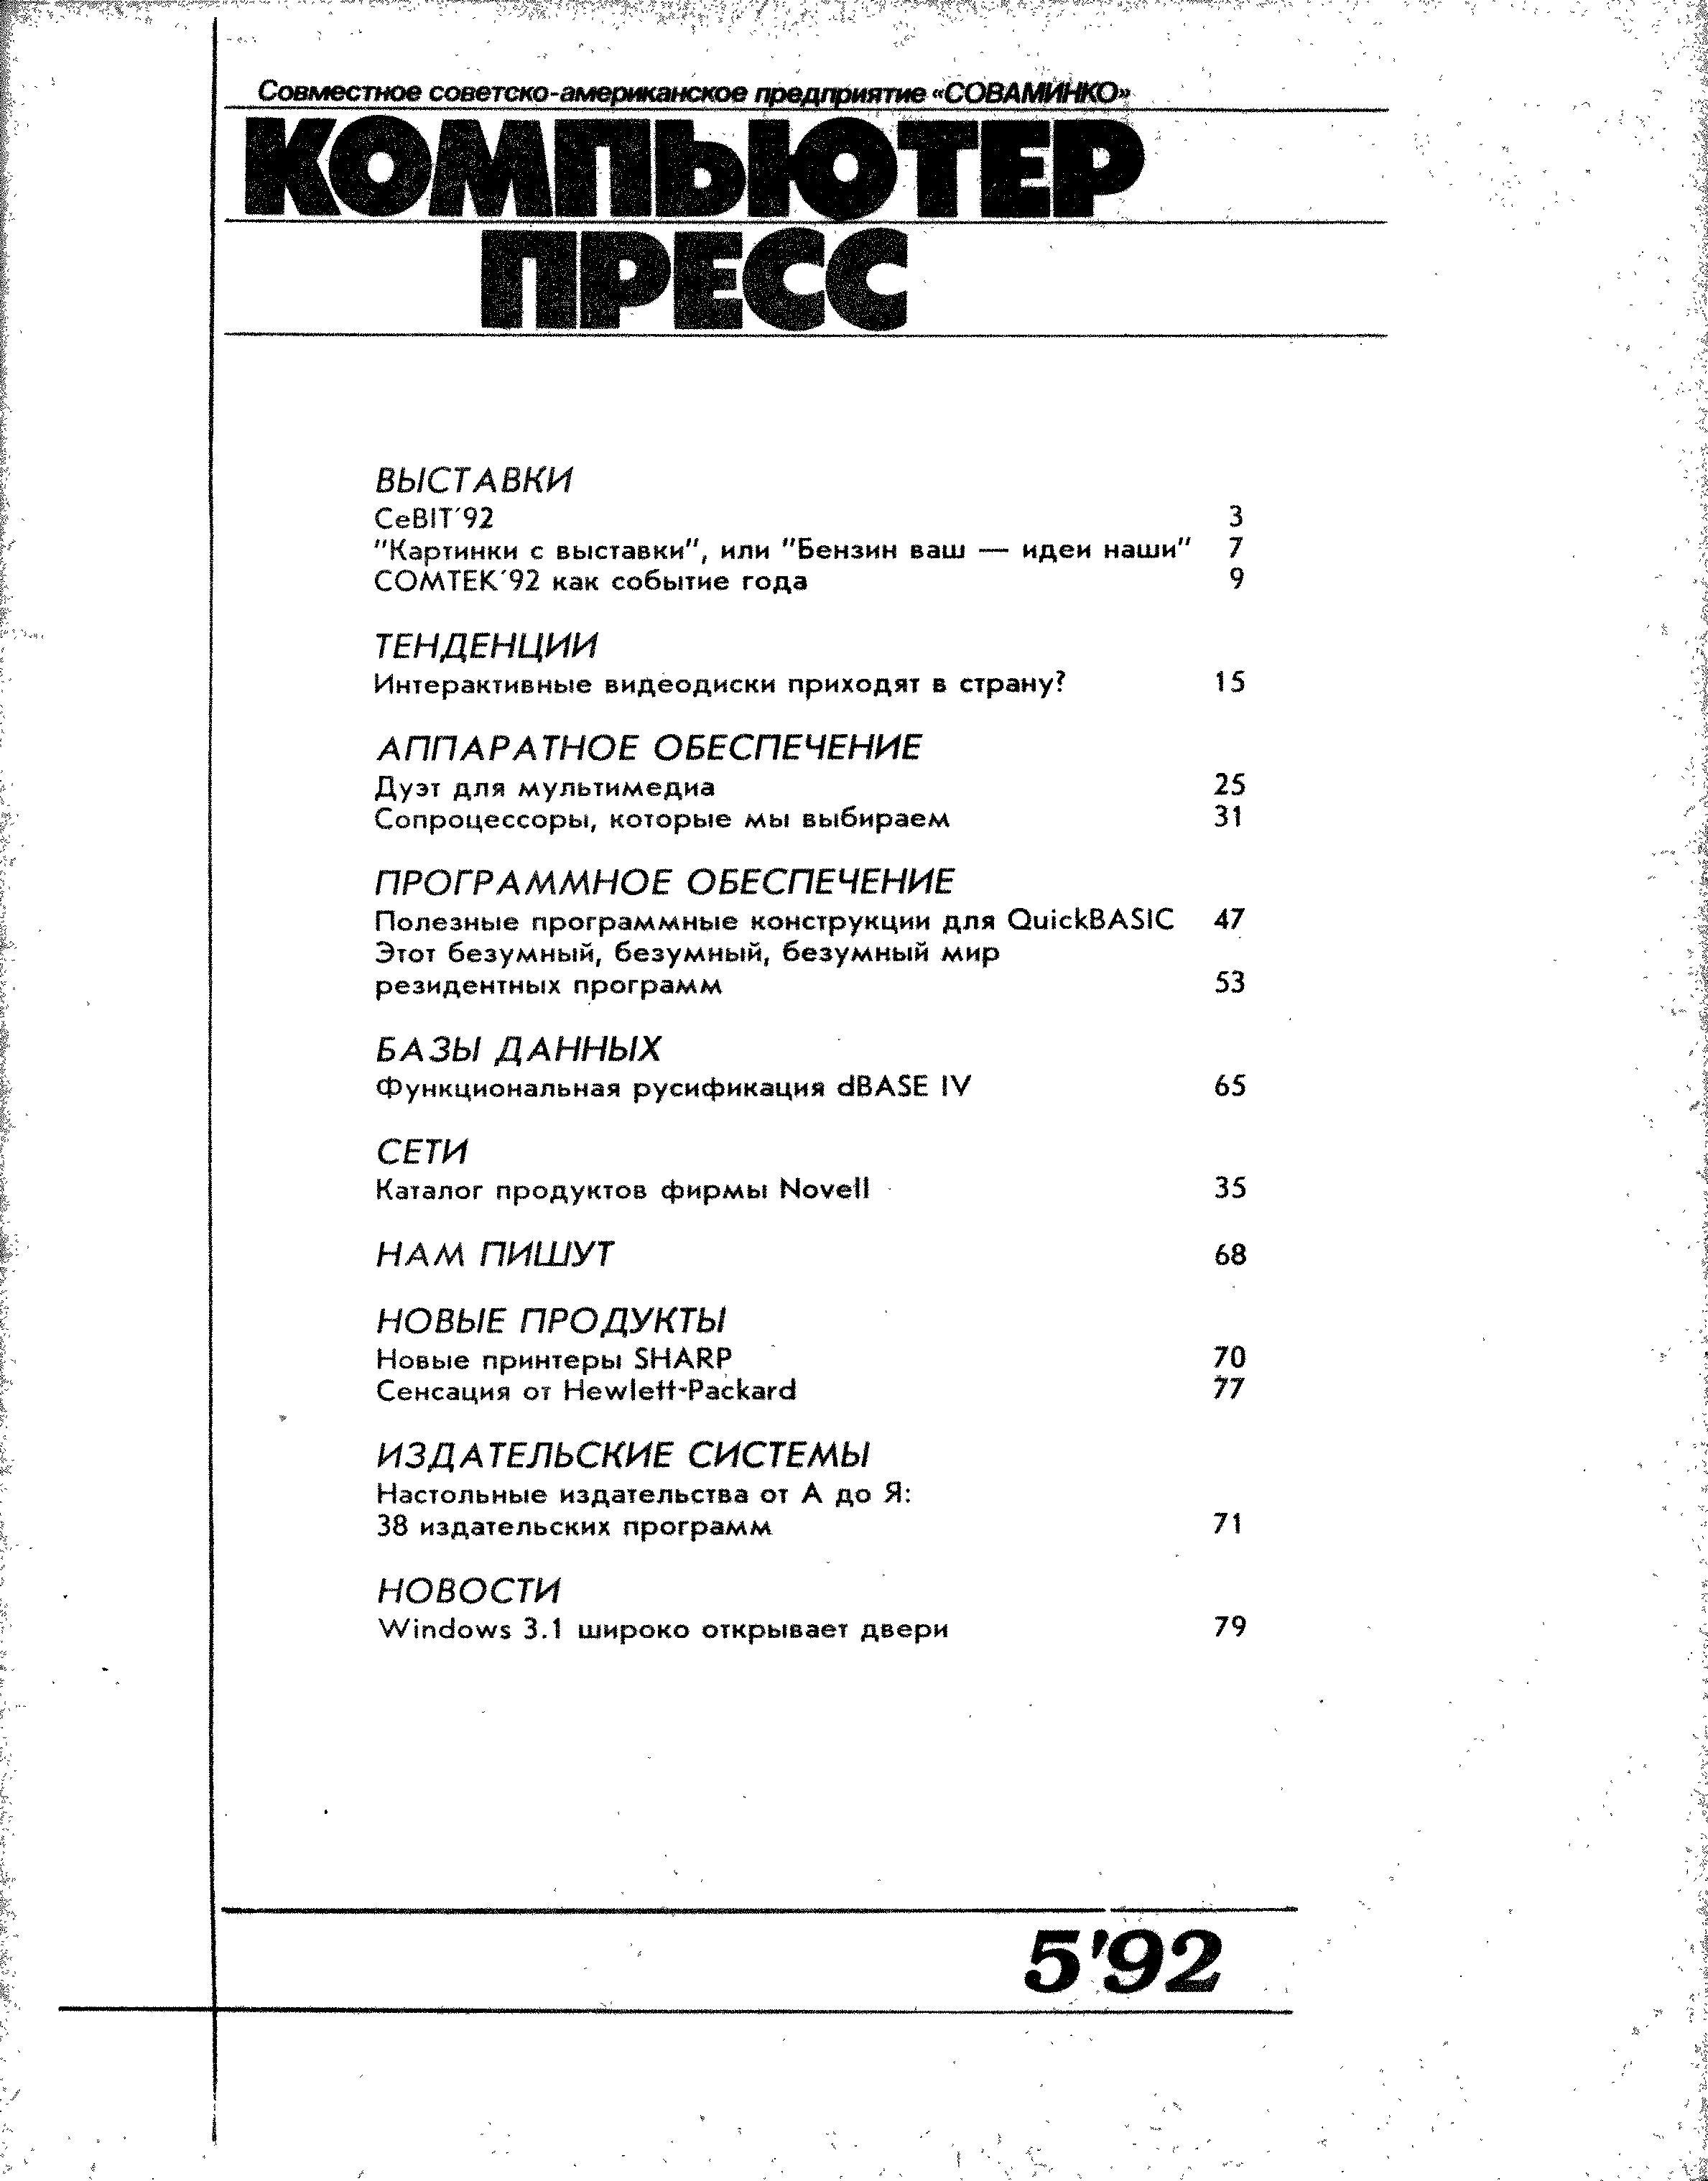 Совместное советско-американское предприятие «СОВАМИНКО»
КОМПЬЮТЕР
ПРЕСС
ВЫСТАВКИ
CeBIT'92 3
"Картинки с выставки", или "Бензин ваш — идеи наши" 7
COMTEK'92 как событие года 9
ТЕНДЕНЦИИ
Интерактивные видеодиски приходят в страну? 15
АППАРАТНОЕ ОБЕСПЕЧЕНИЕ
Дуэт для мультимедиа 25
Сопроцессоры, которые мы выбираем 31
ПРОГРАММНОЕ ОБЕСПЕЧЕНИЕ
Полезные программные конструкции для QuickBASIC 47
Этот безумный, безумный, безумный мир
резидентных программ 53
БАЗЫ ДАННЫХ
Функциональная русификация dBASE IV 65
СЕТИ
Каталог продуктов фирмы Novell 35
НАМ ПИШУТ 68
НОВЫЕ ПРОДУКТЫ
Новые принтеры SHARP 70
Сенсация от Hewlett-Packard 77
ИЗДАТЕЛЬСКИЕ СИСТЕМЫ
Настольные издательства от А до Я:
38 издательских программ 71
НОВОСТИ
Windows 3.1 широко открывает двери 79
5'92